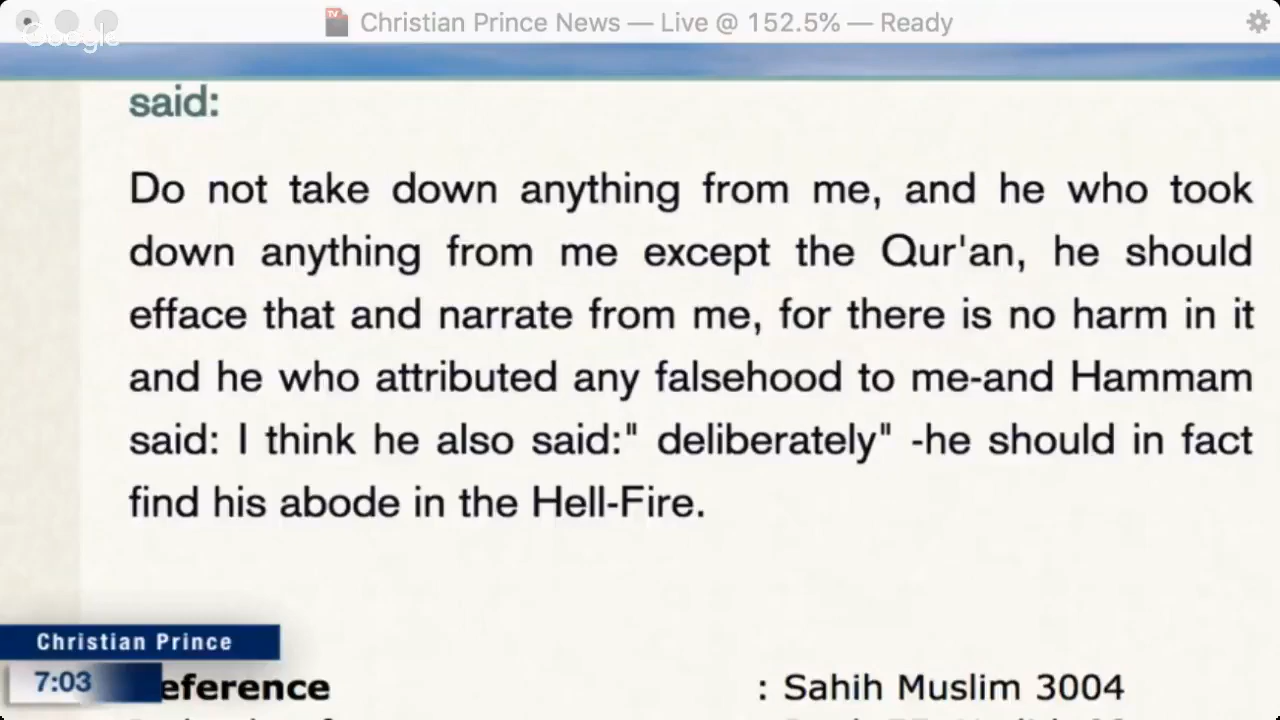 Christian Prince News — Live @ 152.5% — Ready
Google
said:
Do not take down anything from me, and he who took
down anything from me except the Qur'an, he should
efface that and narrate from me, for there is no harm in it
and he who attributed any falsehood to me-and Hammam
said: I think he also said:" deliberately" -he should in fact
find his abode in the Hell-Fire.
Christian Prince
7:03
eference : Sahih Muslim 3004